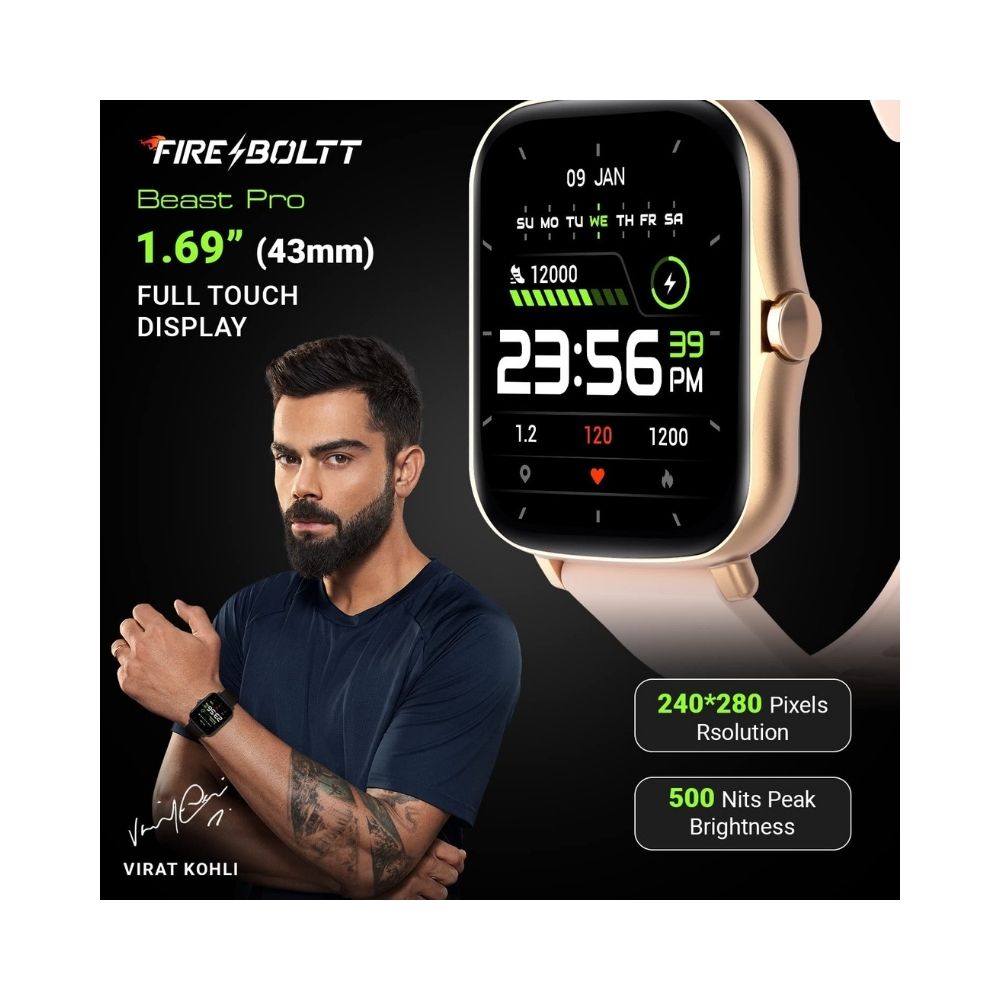 FIRE BOLTT
Beast Pro
1.69” (43mm)
FULL TOUCH
DISPLAY
09 JAN
SU MO TU WE TH FR SA
12000
23:56 39
PM
1.2 120 1200
240*280 Pixels
Rsolution
500 Nits Peak
Brightness
VIRAT KOHLI